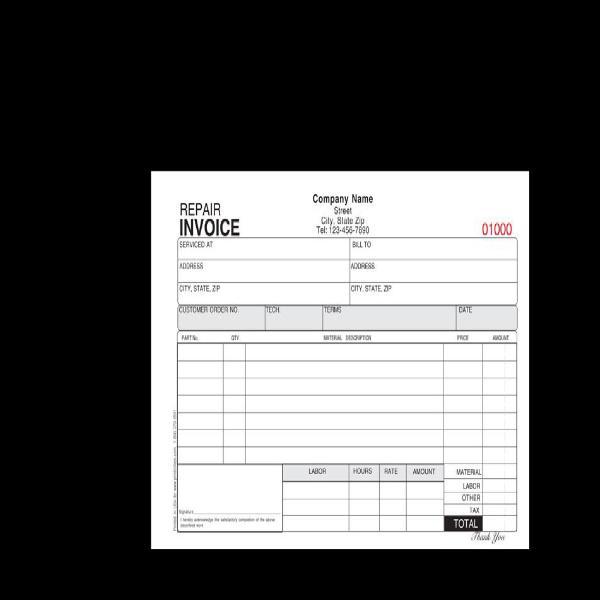 Company Name
Street
City, State Zip
Tel: 123-456-7890
REPAIR
INVOICE
01000
SERVICED AT BILL TO
ADDRESS ADDRESS
CITY, STATE, ZIP CITY, STATE, ZIP
CUSTOMER ORDER NO. TECH. TERMS DATE
PART No. QTY. MATERIAL DESCRIPTION PRICE AMOUNT
LABOR HOURS RATE AMOUNT MATERIAL
LABOR
OTHER
TAX
Signature
I hereby acknowledge the satisfactory completion of the above
described work
TOTAL
Thank You